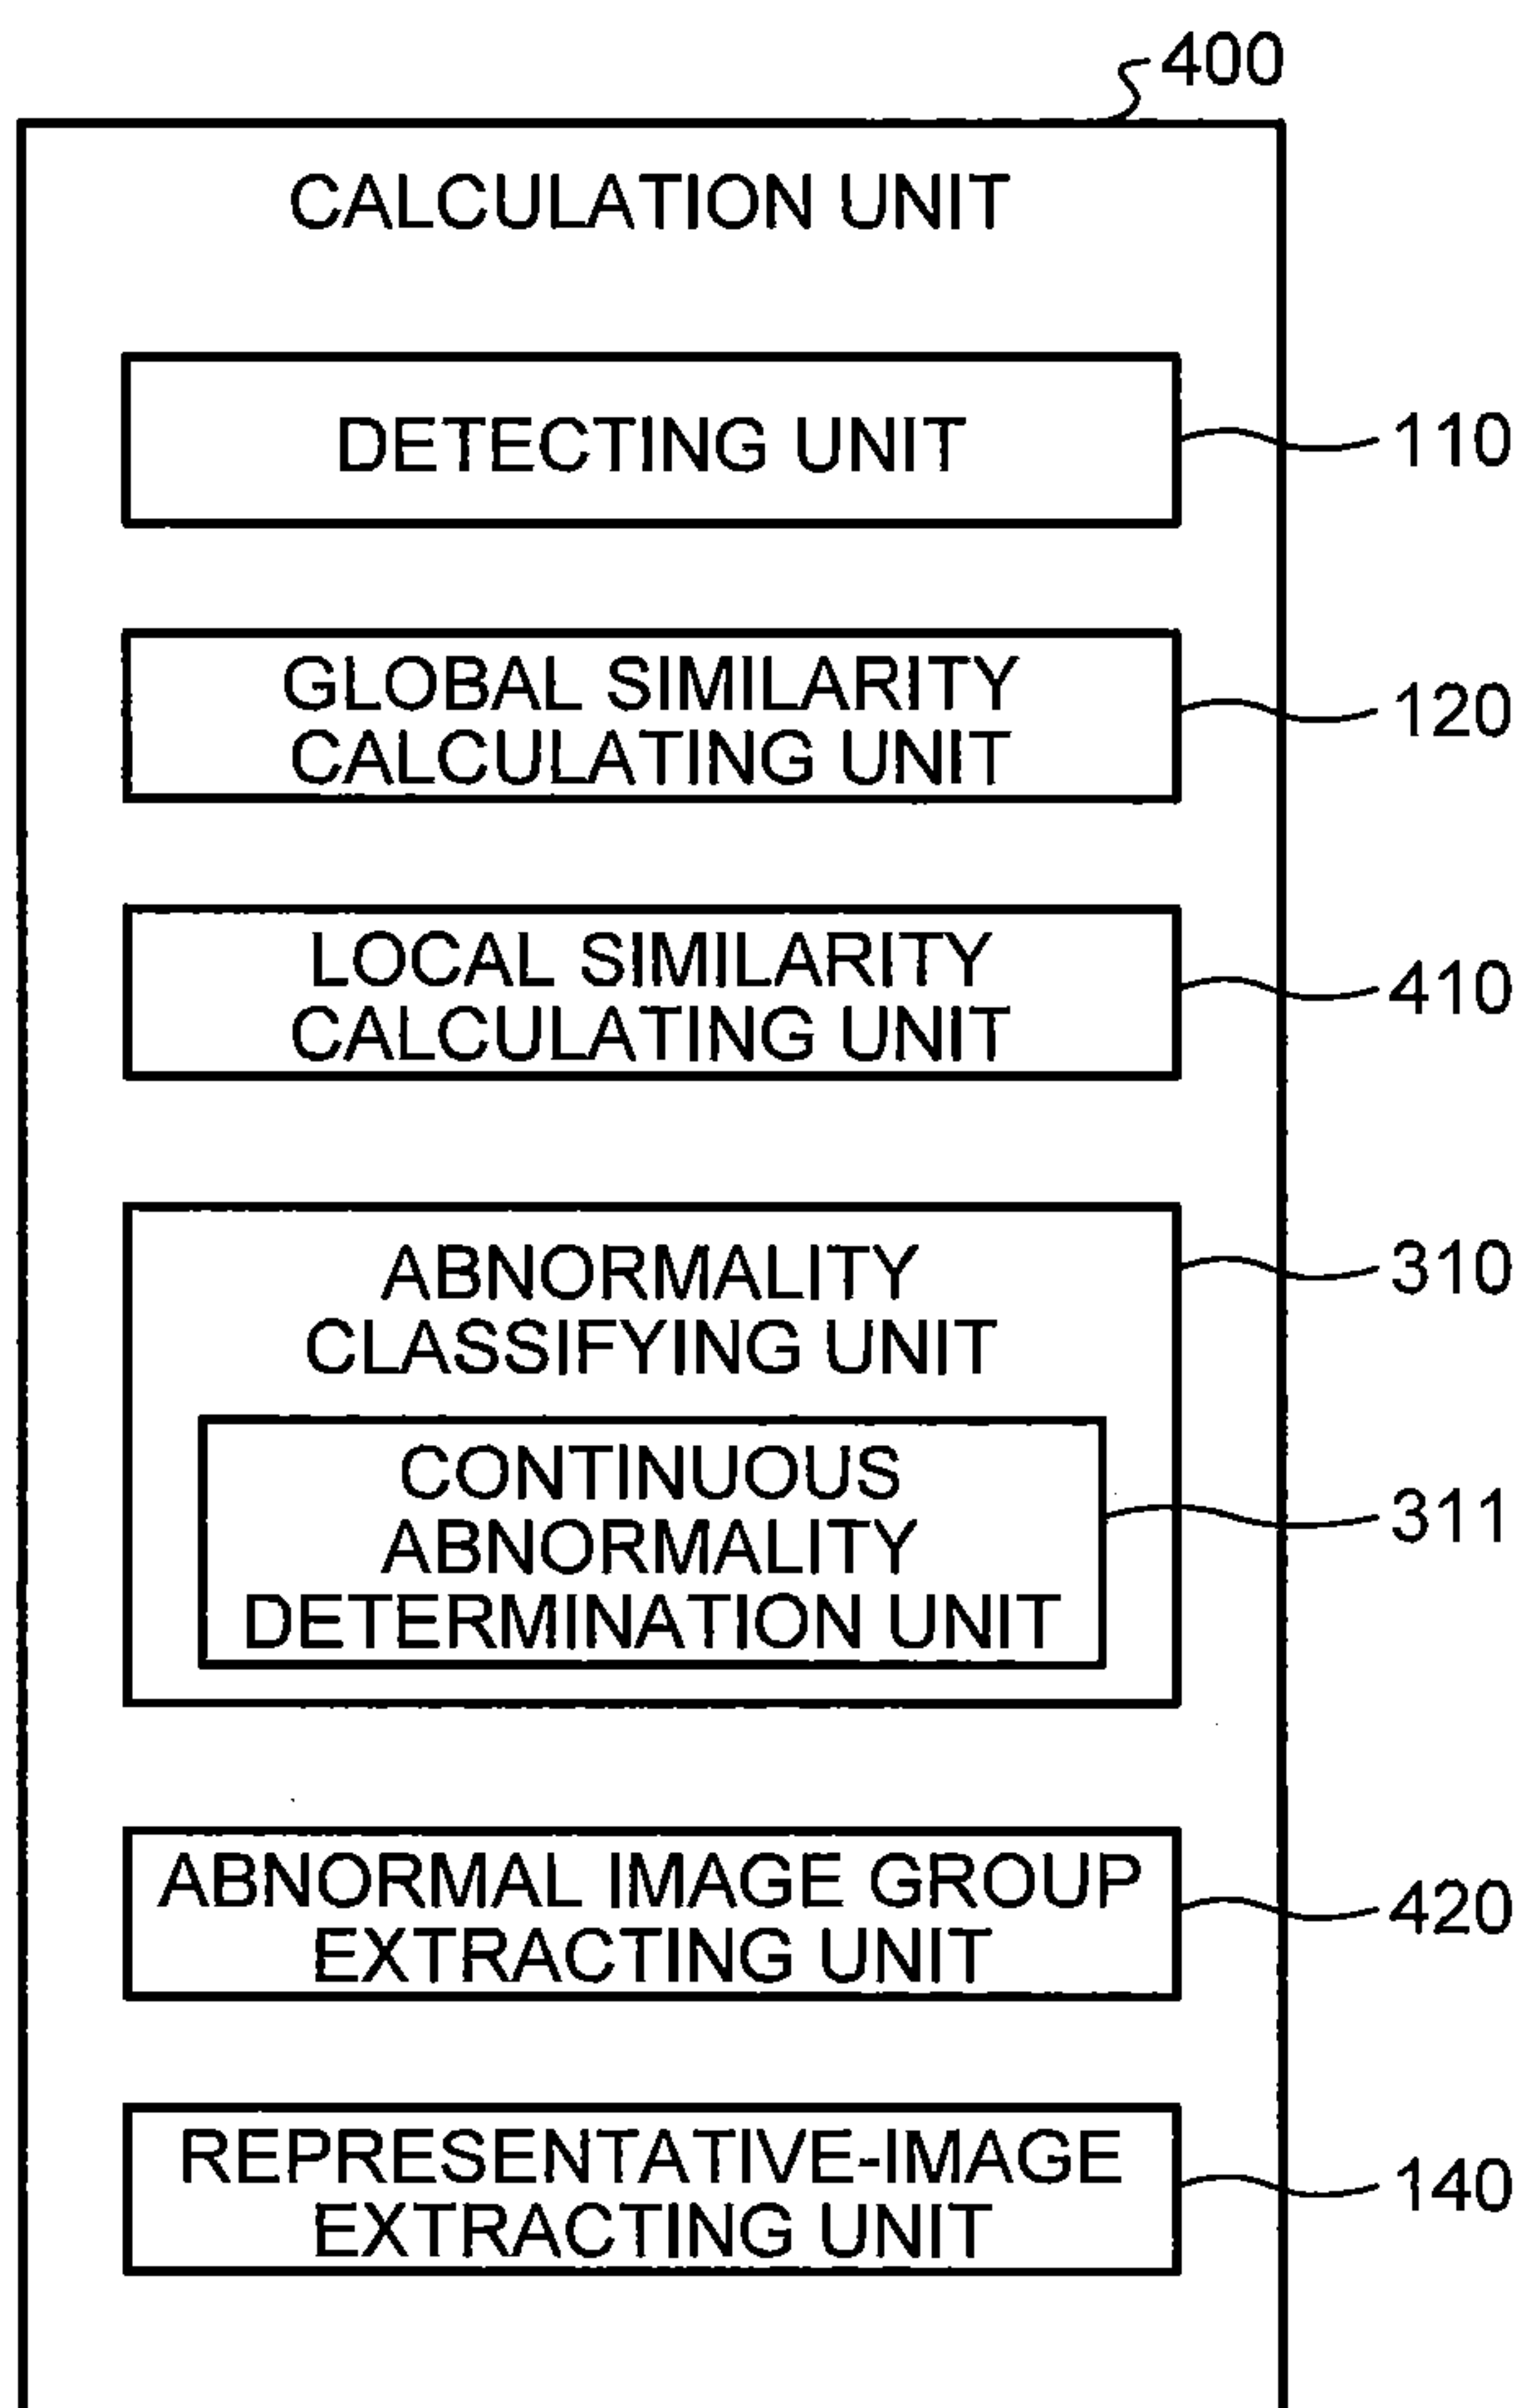 400
CALCULATION UNIT
DETECTING UNIT
110
GLOBAL SIMILARITY
CALCULATING UNIT
120
LOCAL SIMILARITY
CALCULATING UNIT
410
ABNORMALITY
CLASSIFYING UNIT
310
CONTINUOUS
ABNORMALITY
DETERMINATION UNIT
311
ABNORMAL IMAGE GROUP
EXTRACTING UNIT
420
REPRESENTATIVE-IMAGE
EXTRACTING UNIT
140